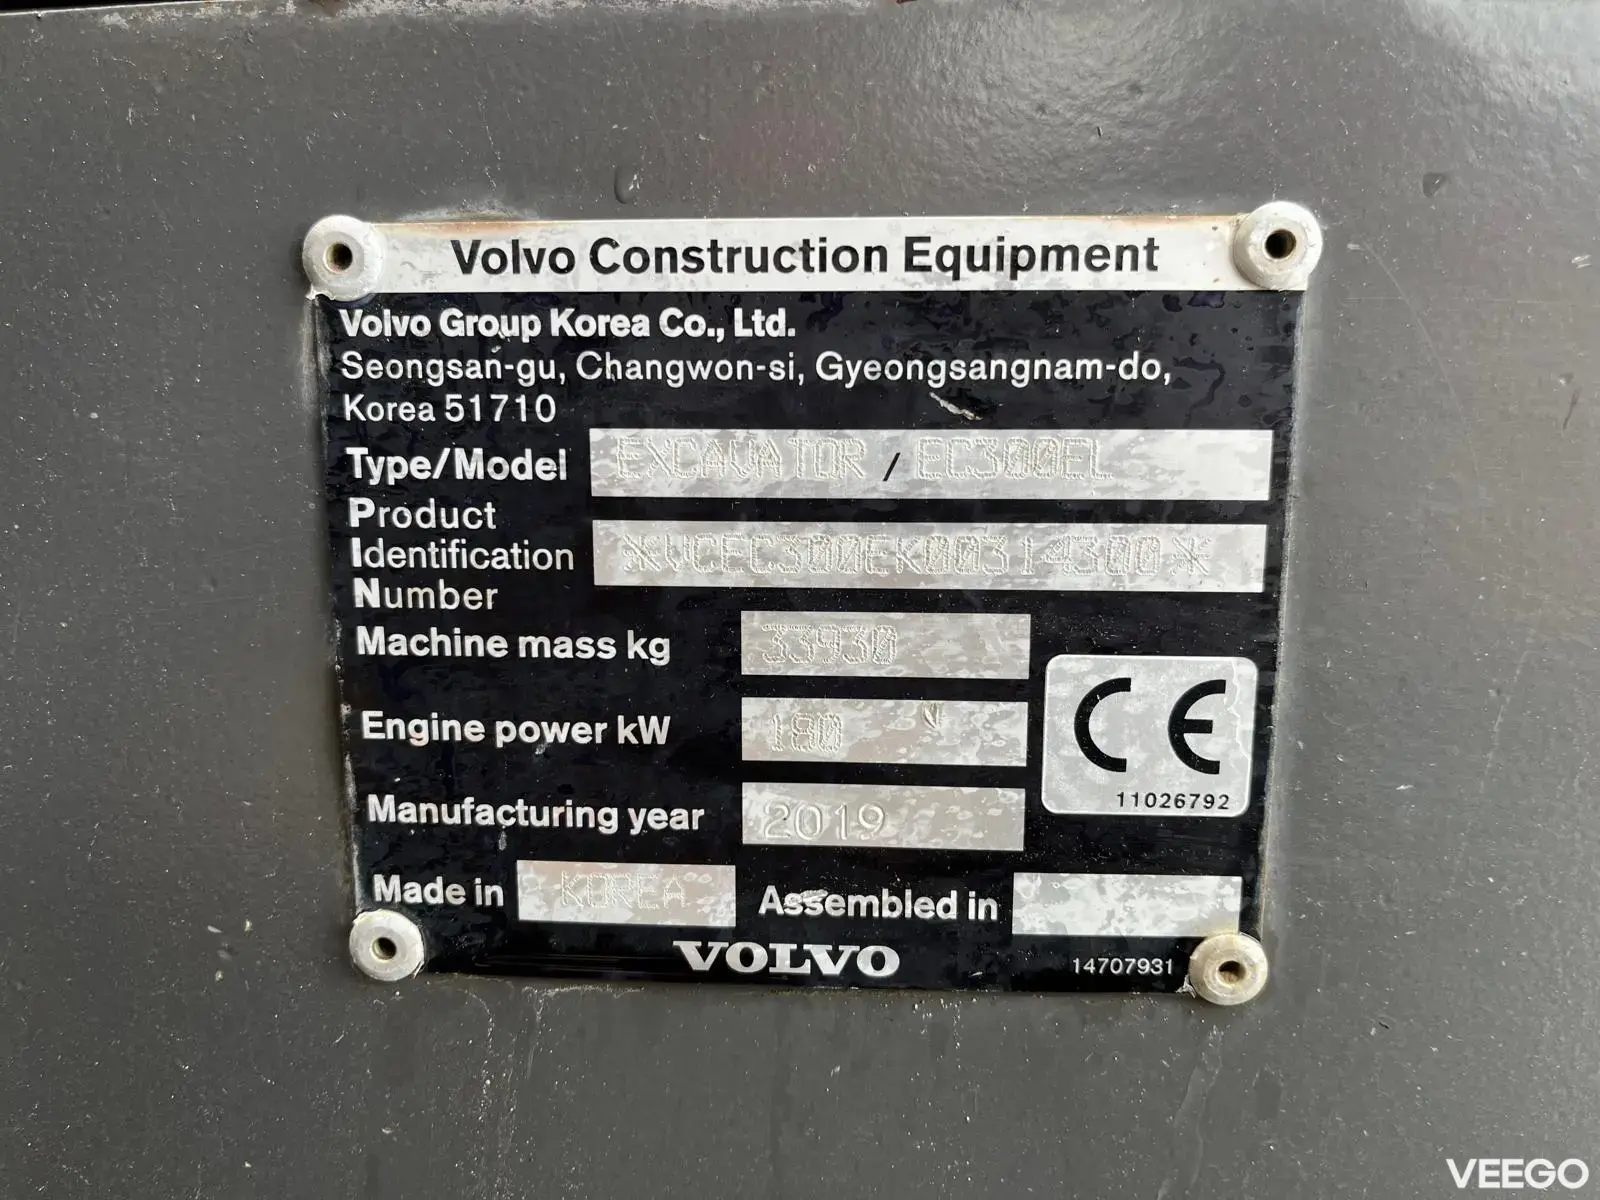 Volvo Construction Equipment
Volvo Group Korea Co., Ltd.
Seongsan-gu, Changwon-si, Gyeongsangnam-do,
Korea 51710
Type/Model EXCAVATOR / EC300EL
Product
Identification *VCEC300EK00314300*
Number
Machine mass kg 33930
Engine power kW 180
CE
11026792
Manufacturing year 2019
Made in KOREA Assembled in
VOLVO 14707931
VEEGO